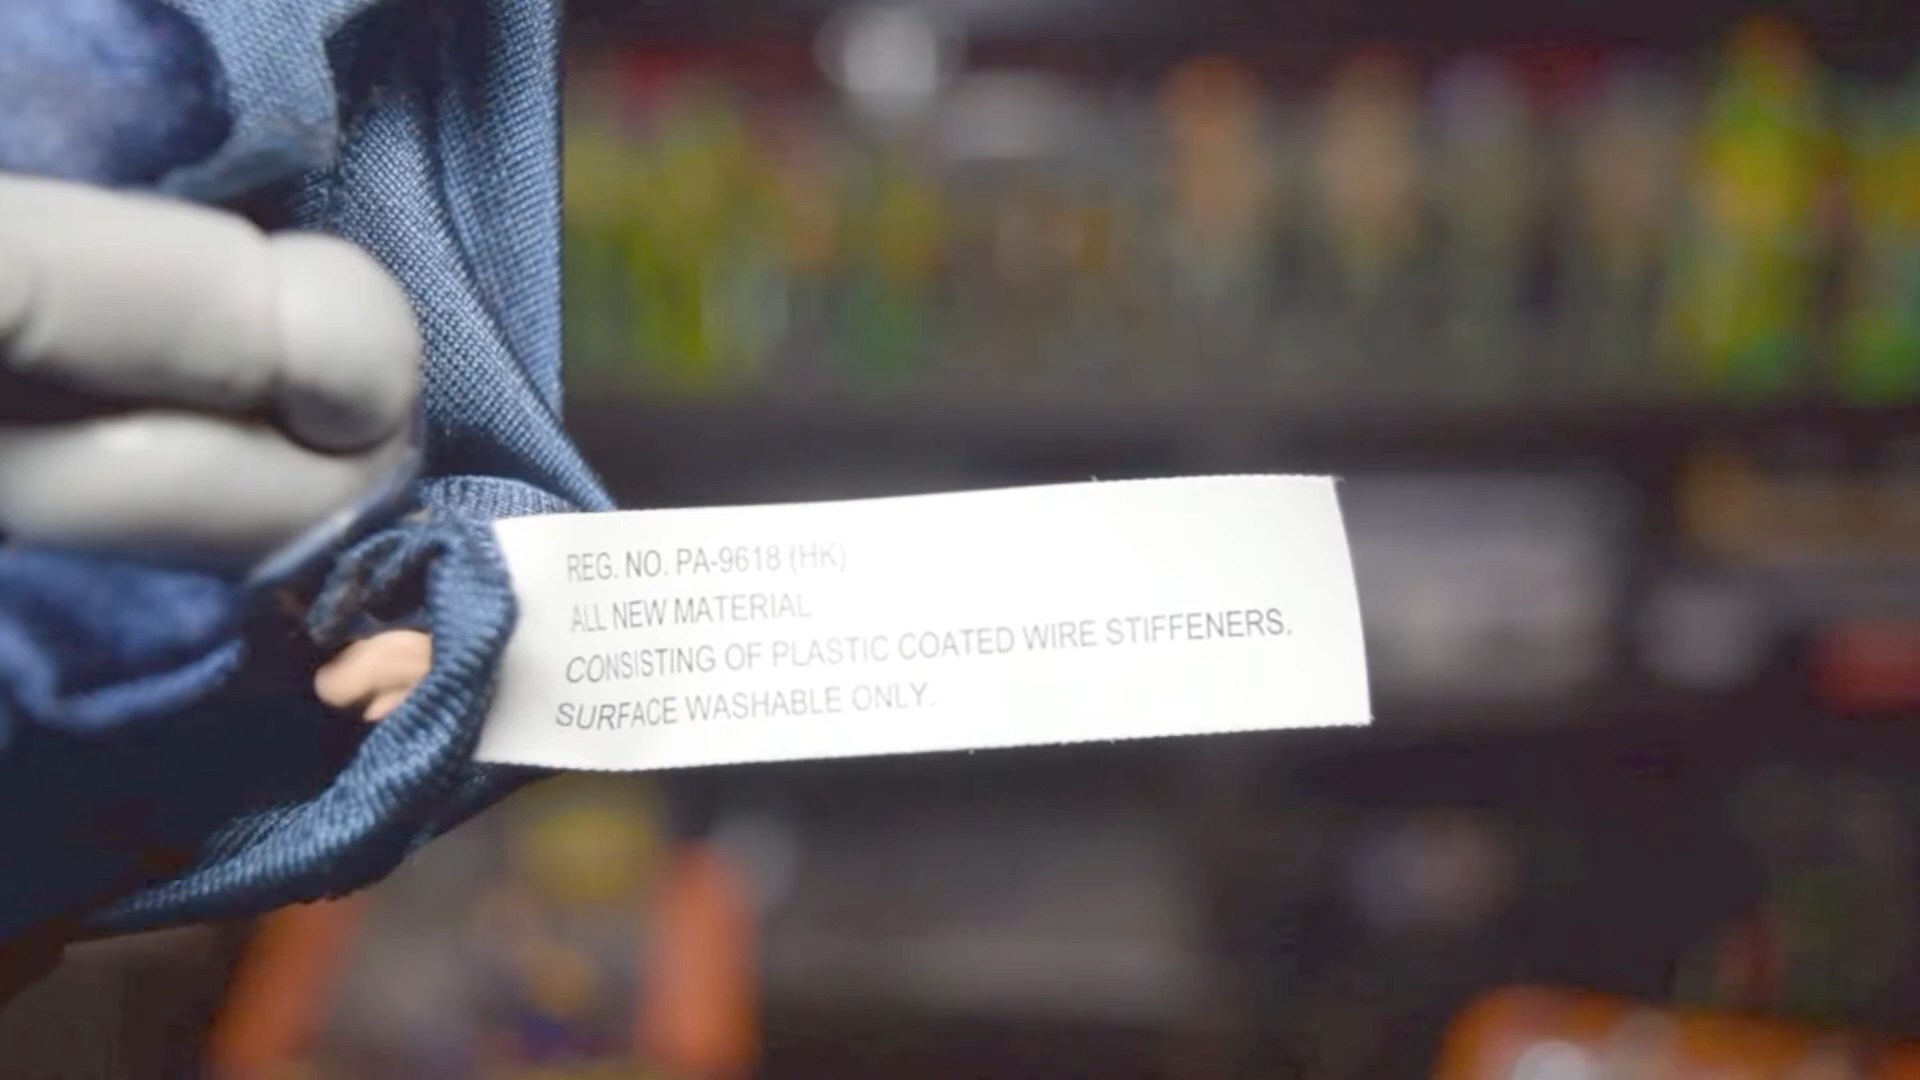 REG. NO. PA-9618 (HK)
ALL NEW MATERIAL
CONSISTING OF PLASTIC COATED WIRE STIFFENERS.
SURFACE WASHABLE ONLY.